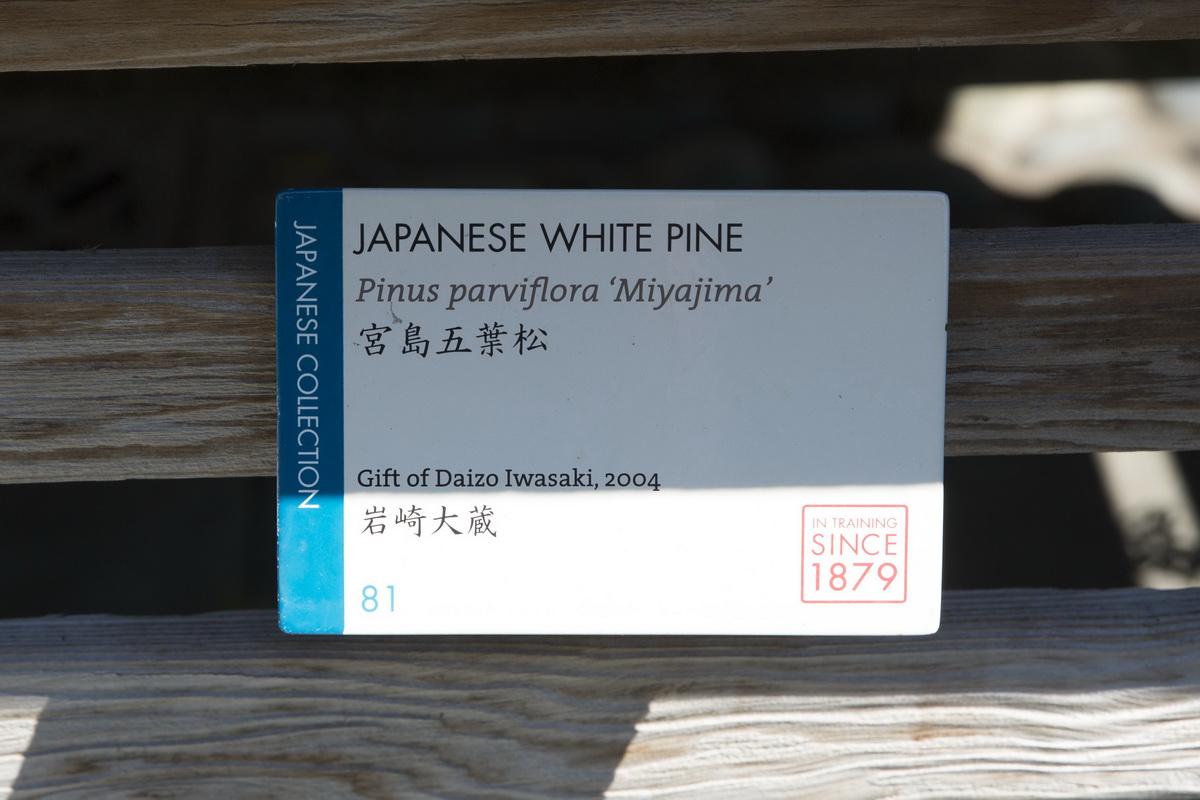 JAPANESE COLLECTION
JAPANESE WHITE PINE
Pinus parviflora ‘Miyajima’
宮島五葉松
Gift of Daizo Iwasaki, 2004
岩崎大蔵
81
IN TRAINING
SINCE
1879